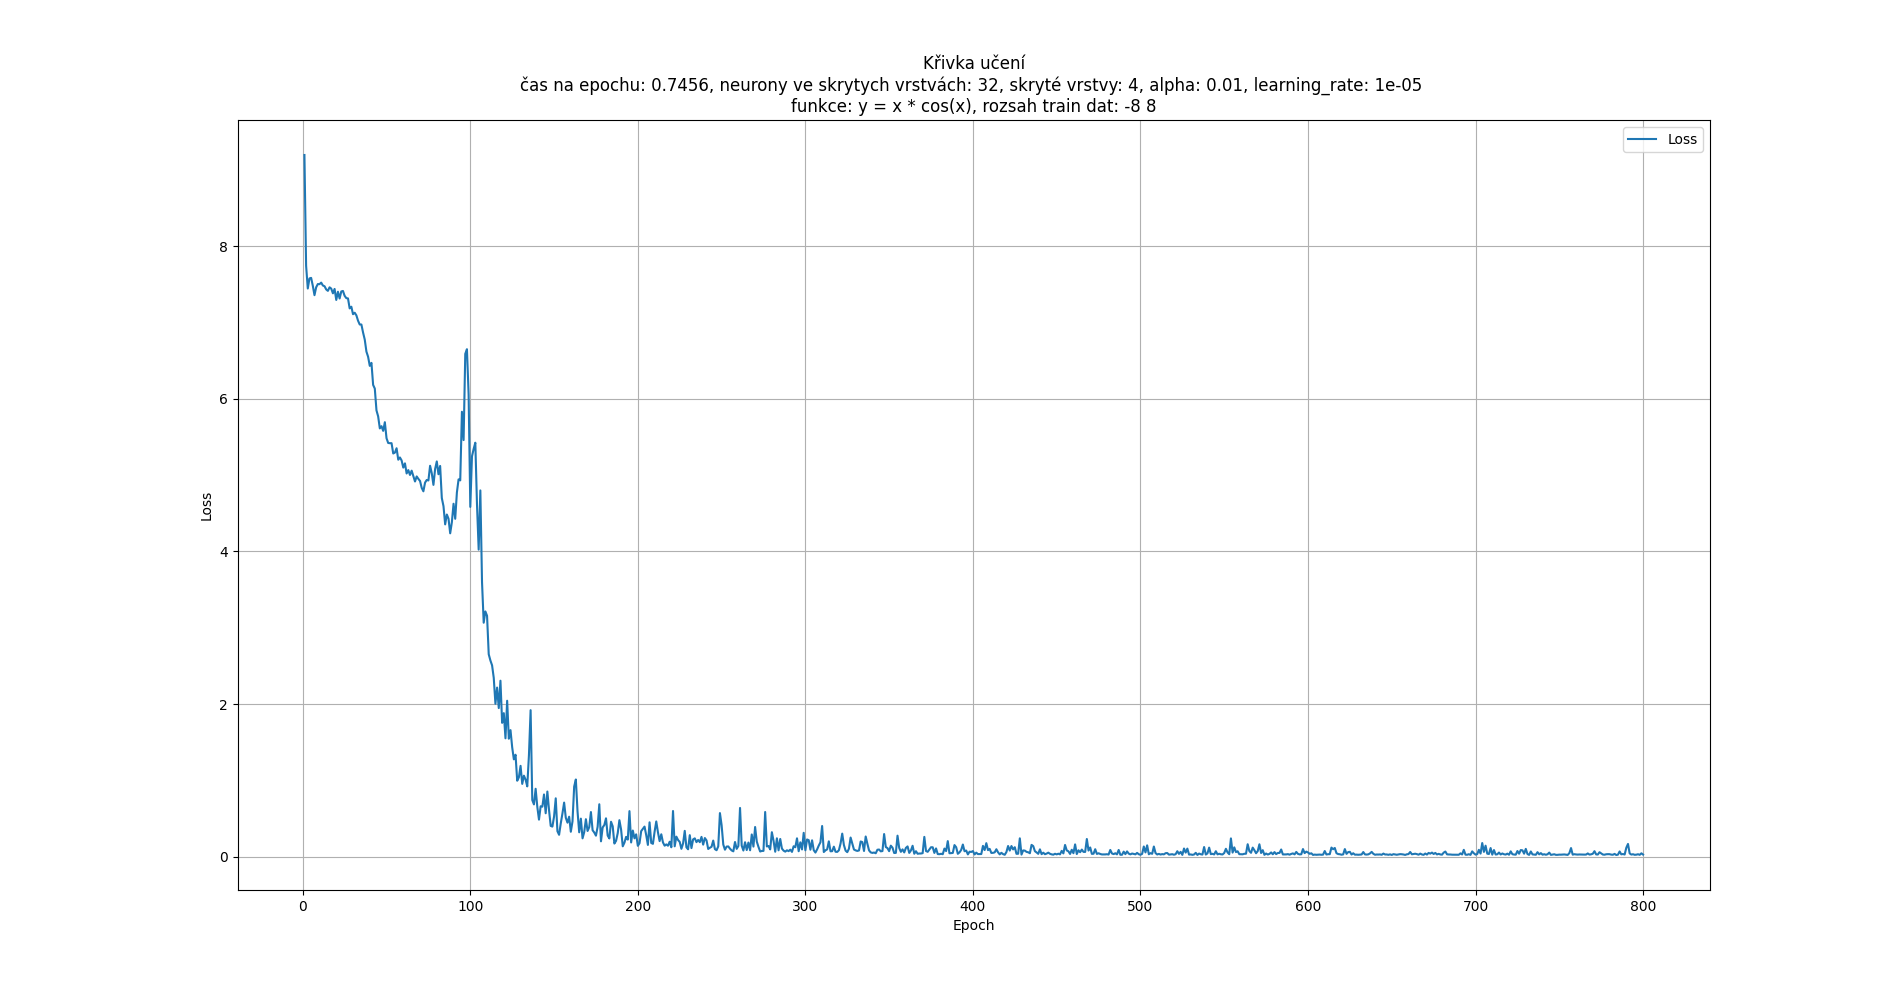 Křivka učení
čas na epochu: 0.7456, neurony ve skrytych vrstvách: 32, skryté vrstvy: 4, alpha: 0.01, learning_rate: 1e-05
funkce: y = x * cos(x), rozsah train dat: -8 8
Loss
8
6
4
2
0
Loss
0 100 200 300 400 500 600 700 800
Epoch